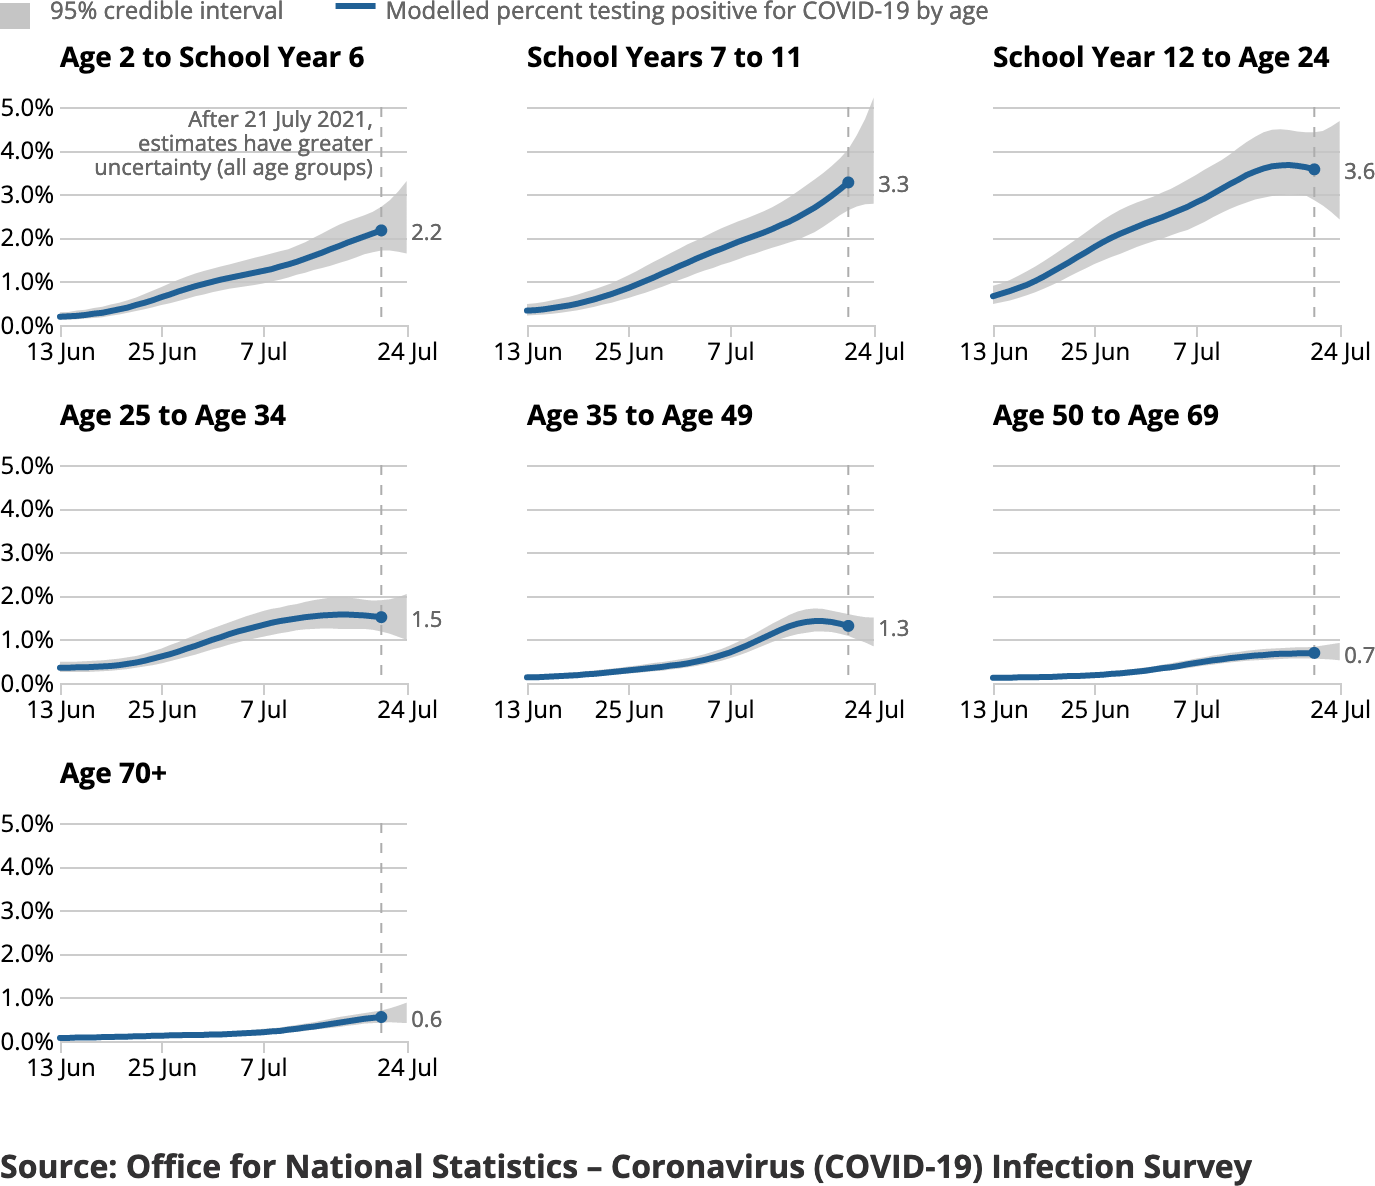 95% credible interval
Modelled percent testing positive for COVID-19 by age
Age 2 to School Year 6
School Years 7 to 11
School Year 12 to Age 24
After 21 July 2021,
estimates have greater
uncertainty (all age groups)
5.0%
4.0%
3.0%
2.0%
1.0%
0.0%
2.2
3.3
3.6
13 Jun
25 Jun
7 Jul
24 Jul
13 Jun
25 Jun
7 Jul
24 Jul
13 Jun
25 Jun
7 Jul
24 Jul
Age 25 to Age 34
Age 35 to Age 49
Age 50 to Age 69
5.0%
4.0%
3.0%
2.0%
1.0%
0.0%
1.5
1.3
0.7
13 Jun
25 Jun
7 Jul
24 Jul
13 Jun
25 Jun
7 Jul
24 Jul
13 Jun
25 Jun
7 Jul
24 Jul
Age 70+
5.0%
4.0%
3.0%
2.0%
1.0%
0.0%
0.6
13 Jun
25 Jun
7 Jul
24 Jul
Source: Office for National Statistics – Coronavirus (COVID-19) Infection Survey